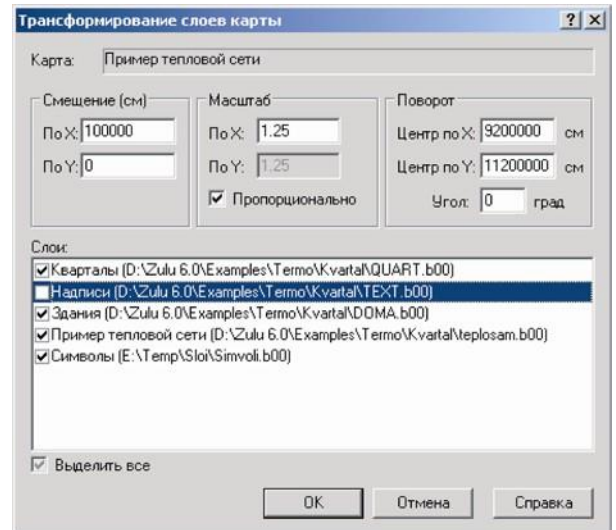 Трансформирование слоев карты
Карта: Пример тепловой сети
Смещение (см)
По X: 100000
По Y: 0
Масштаб
По X: 1.25
По Y: 1.25
Пропорционально
Поворот
Центр по X: 9200000 см
Центр по Y: 11200000 см
Угол: 0 град
Слои:
Кварталы (D:\Zulu 6.0\Examples\Termo\Kvartal\QUART.b00)
Надписи (D:\Zulu 6.0\Examples\Termo\Kvartal\TEXT.b00)
Здания (D:\Zulu 6.0\Examples\Termo\Kvartal\DOMA.b00)
Пример тепловой сети (D:\Zulu 6.0\Examples\Termo\Kvartal\teplosam.b00)
Символы (E:\Temp\Sloi\Simvoli.b00)
Выделить все
OK Отмена Справка